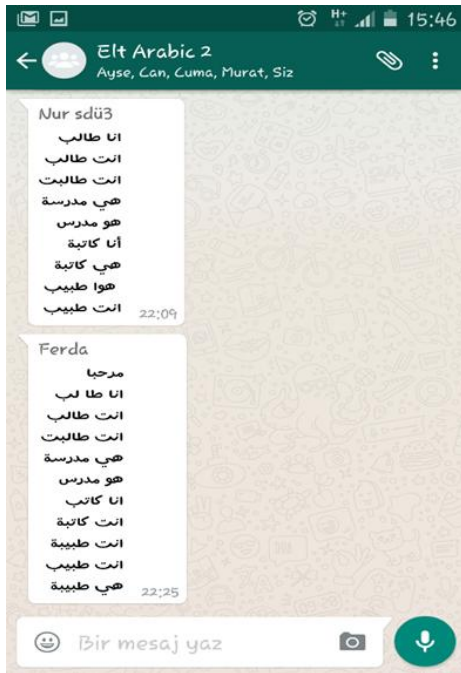 H+ 15:46
Elt Arabic 2
Ayse, Can, Cuma, Murat, Siz
Nur sdü3
انا طالب
انت طالب
انت طالبت
هي مدرسة
هو مدرس
أنا كاتبة
هي كاتبة
هوا طبيب
انت طبيب
22:09
Ferda
مرحبا
انا طا لب
انت طالب
انت طالبت
هي مدرسة
هو مدرس
انا كاتب
انت كاتبة
انت طبيبة
انت طبيب
هي طبيبة
22:25
Bir mesaj yaz